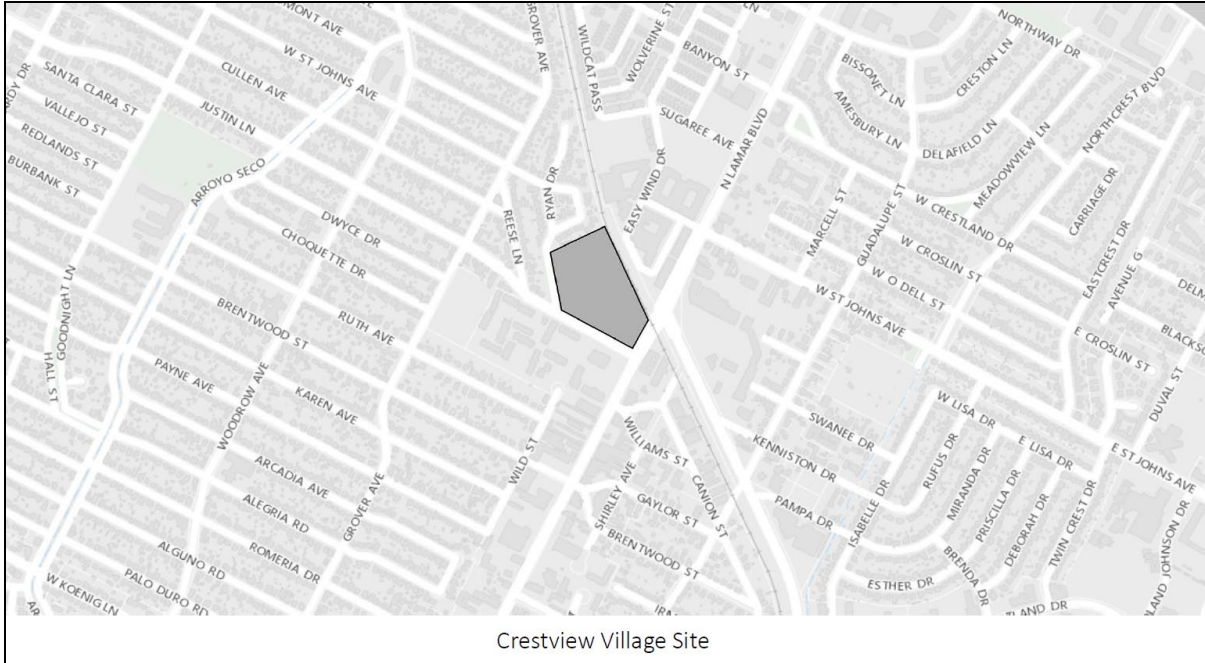 NORTHWAY DR
GROVER AVE
WILDCAT PASS
WOLVERINE ST
BANYON ST
W ST JOHNS AVE
CULLEN AVE
SANTA CLARA ST
JUSTIN LN
VALLEJO ST
REDLANDS ST
BURBANK ST
BISSONET LN
CRESTON LN
AMESBURY LN
NORTHCREST BLVD
DELAFIELD LN
MEADOWVIEW LN
SUGAREE AVE
N LAMAR BLVD
EASY WIND DR
RYAN DR
REESE LN
ARROYO SECO
DWYCE DR
CHOQUETTE DR
MARCELL ST
GUADALUPE ST
W CRESTLAND DR
CARRIAGE DR
W CROSLIN ST
W O DELL ST
W ST JOHNS AVE
EASTCREST DR
AVENUE G
E CROSLIN ST
DUVAL ST
GOODNIGHT LN
HALL ST
BRENTWOOD ST
RUTH AVE
PAYNE AVE
WOODROW AVE
KAREN AVE
ARCADIA AVE
ALEGRIA RD
GROVER AVE
WILD ST
ROMERIA DR
ALGUNO RD
PALO DURO RD
W KOENIG LN
WILLIAMS ST
SHIRLEY AVE
GAYLOR ST
CANION ST
BRENTWOOD ST
KENNISTON DR
SWANEE DR
PAMPA DR
ISABELLE DR
RUFUS DR
MIRANDA DR
PRISCILLA DR
DEBORAH DR
W LISA DR
E LISA DR
E ST JOHNS AVE
TWIN CREST DR
BRENDA DR
ESTHER DR
Crestview Village Site